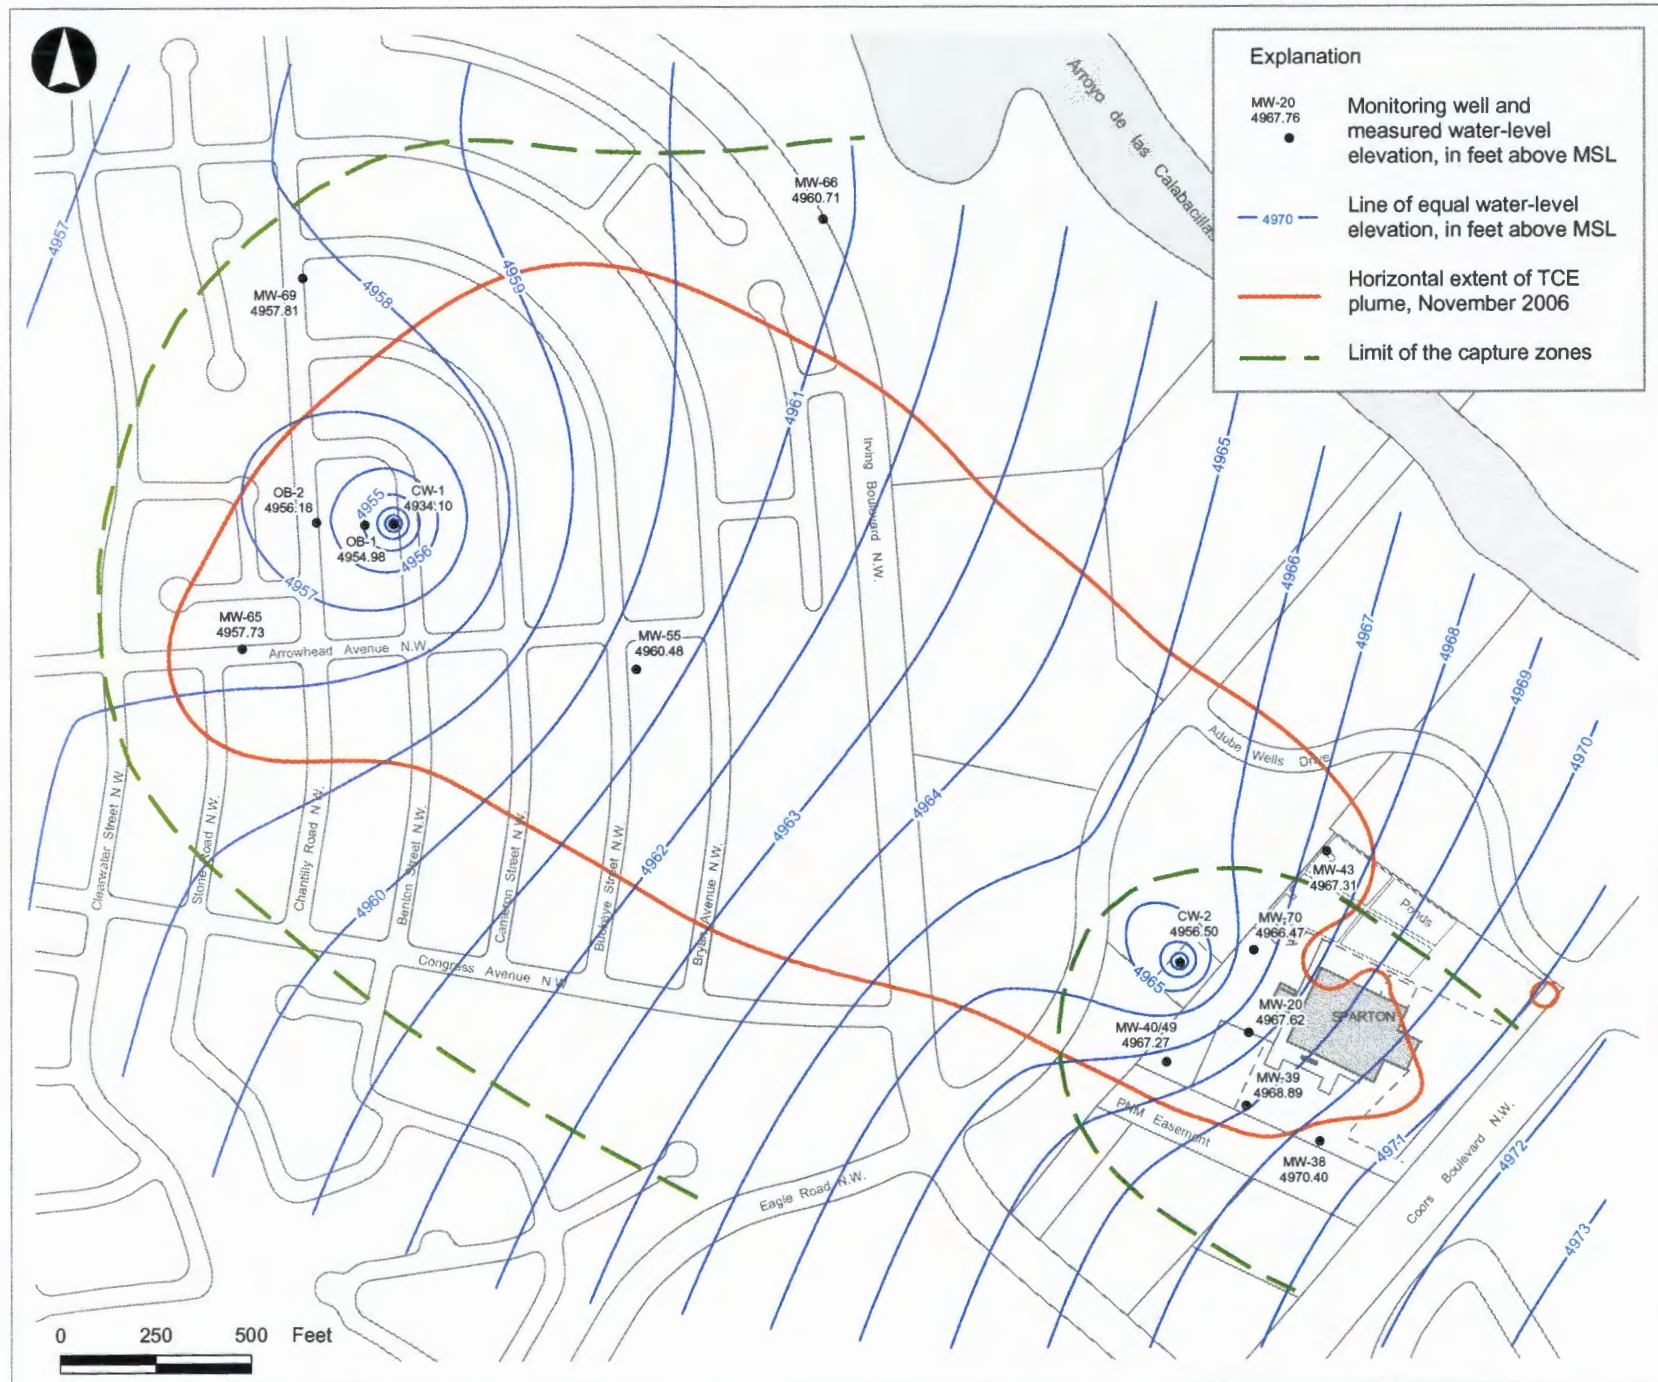 Explanation
MW-20
4967.76
Monitoring well and
measured water-level
elevation, in feet above MSL
4970
Line of equal water-level
elevation, in feet above MSL
Horizontal extent of TCE
plume, November 2006
Limit of the capture zones
Arroyo de las Calabacillas
MW-66
4960.71
4957
4958
4959
MW-69
4957.81
4961
Irving Boulevard N.W.
4965
OB-2
4956.18
4955
CW-1
4934.10
OB-1
4954.98
4956
4957
4966
MW-65
4957.73
Arrowhead Avenue N.W.
MW-55
4960.48
4967
4968
4969
4970
Adobe Wells Drive
Clearwater Street N.W.
Stone Road N.W.
Chantilly Road N.W.
Benton Street N.W.
Cameron Street N.W.
Buckeye Street N.W.
Bryan Avenue N.W.
4960
4962
4963
4964
Congress Avenue N.W.
MW-43
4967.31
Ponds
CW-2
4956.50
MW-70
4966.47
4965
MW-20
4967.62
SPARTON
MW-40/49
4967.27
MW-39
4968.89
PNM Easement
MW-38
4970.40
4971
Coors Boulevard N.W.
4972
4973
Eagle Road N.W.
0 250 500 Feet